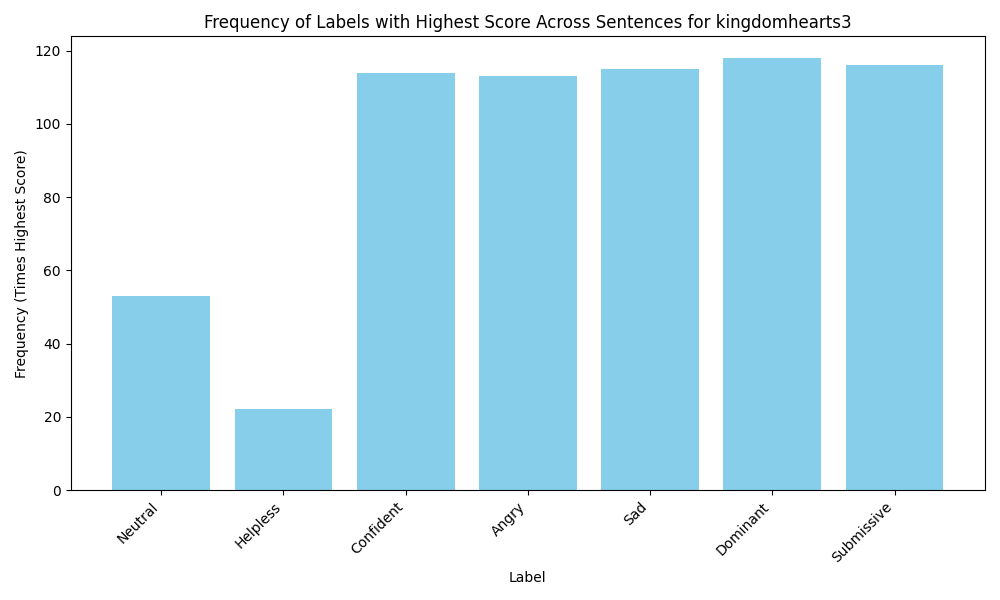 Frequency of Labels with Highest Score Across Sentences for kingdomhearts3
Frequency (Times Highest Score)
120
100
80
60
40
20
0
Neutral
Helpless
Confident
Angry
Sad
Dominant
Submissive
Label